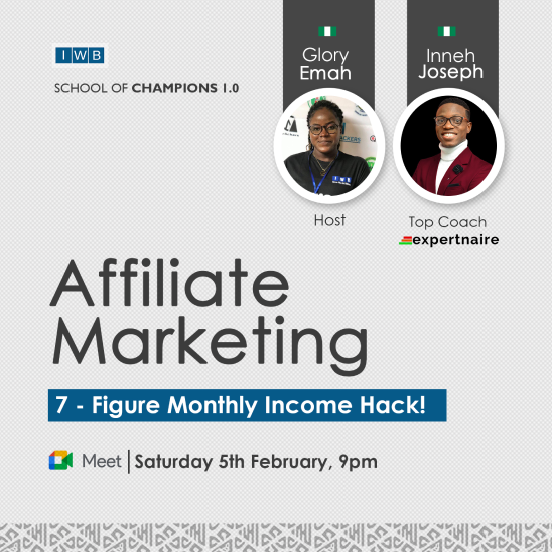 IWB
SCHOOL OF CHAMPIONS 1.0
Glory
Emah
Host
Inneh
Joseph
Top Coach
expertnaire
Affiliate
Marketing
7 - Figure Monthly Income Hack!
Meet | Saturday 5th February, 9pm